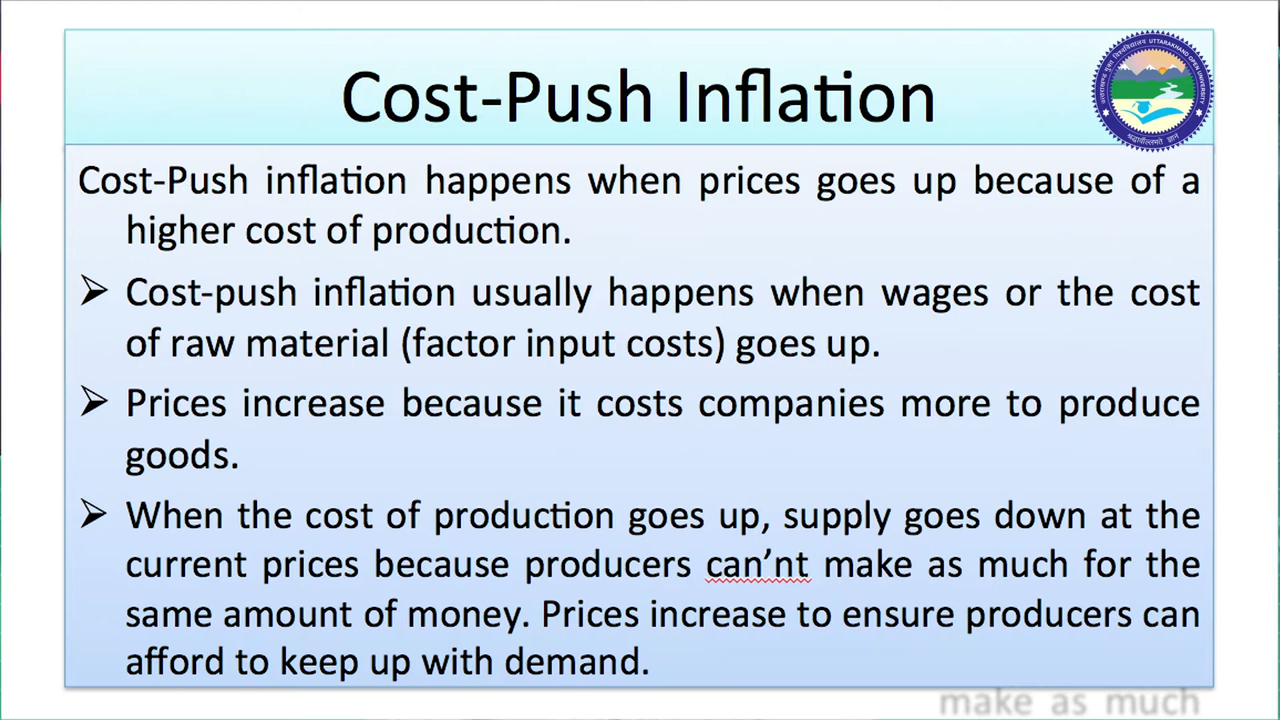 Cost-Push Inflation
UTTARAKHAND OPEN UNIVERSITY
Cost-Push inflation happens when prices goes up because of a
higher cost of production.
➢ Cost-push inflation usually happens when wages or the cost
of raw material (factor input costs) goes up.
➢ Prices increase because it costs companies more to produce
goods.
➢ When the cost of production goes up, supply goes down at the
current prices because producers can’nt make as much for the
same amount of money. Prices increase to ensure producers can
afford to keep up with demand.
make as much